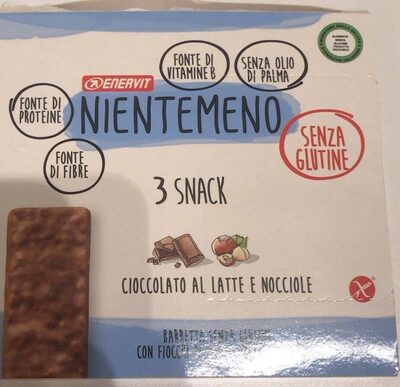 FONTE DI
VITAMINE B
SENZA OLIO
DI PALMA
ENERVIT
FONTE DI
PROTEINE
NIENTEMENO
SENZA
GLUTINE
FONTE
DI FIBRE
3 SNACK
CIOCCOLATO AL LATTE E NOCCIOLE
BARRETTA SENZA GLUTINE
CON FIOCCHI